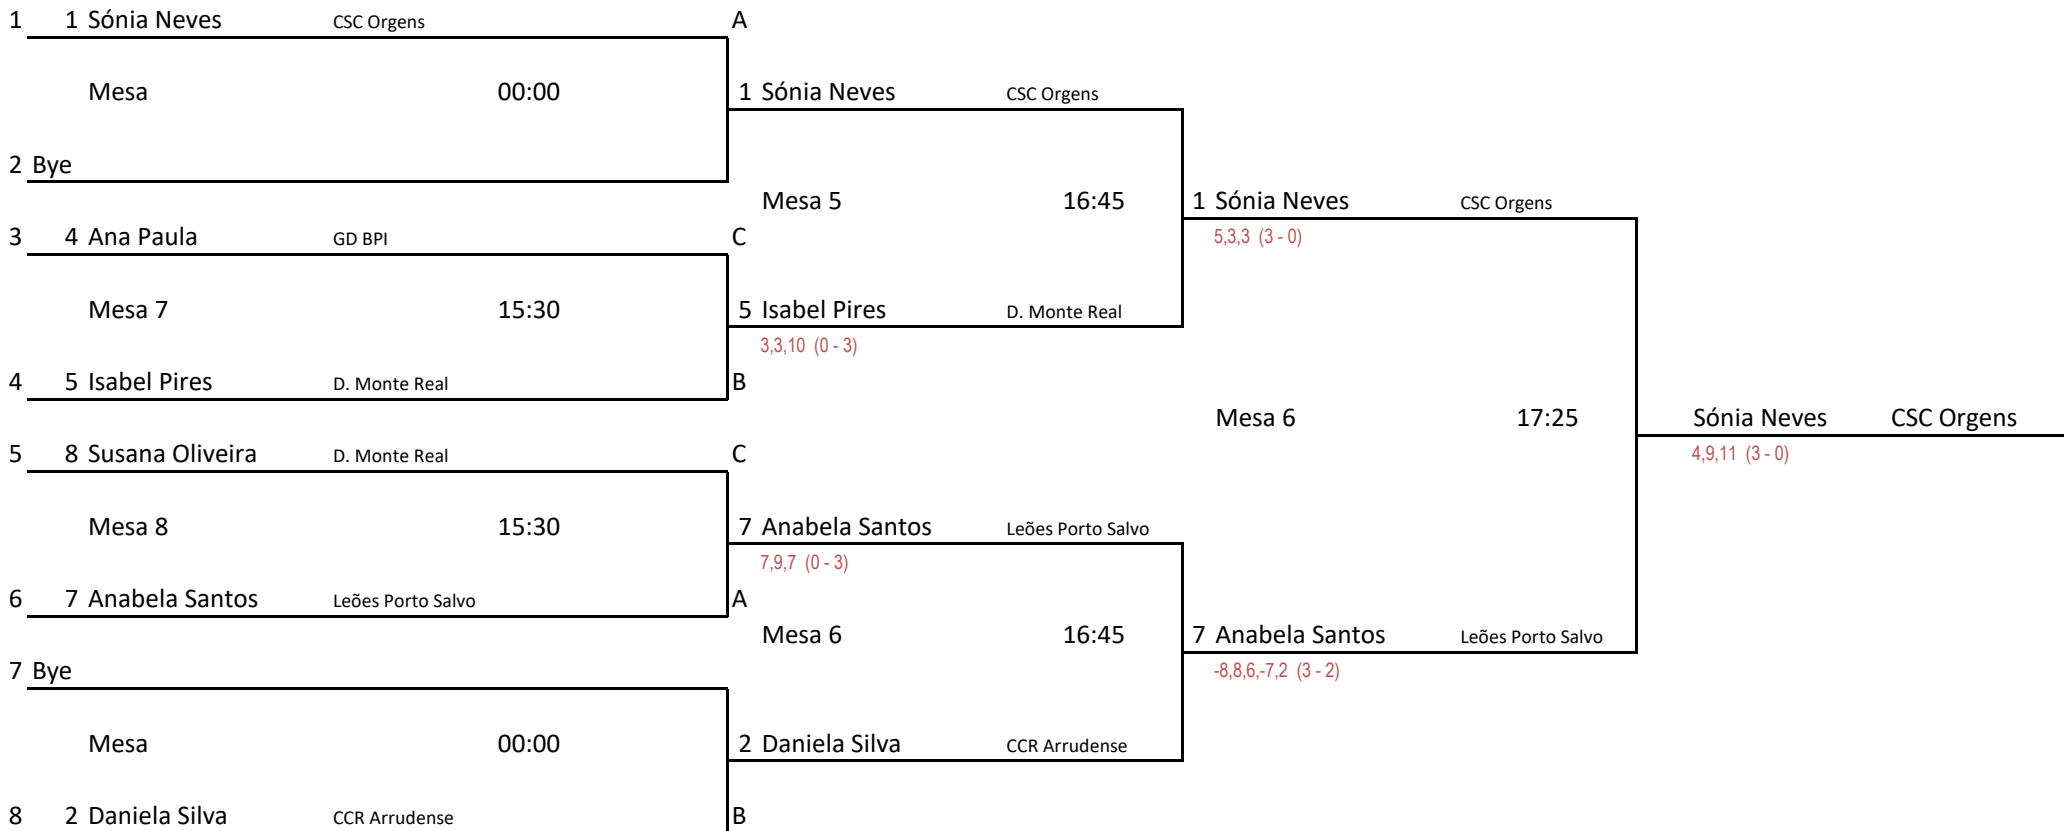 1 1 Sónia Neves CSC Orgens A
Mesa 00:00 1 Sónia Neves CSC Orgens
2 Bye
Mesa 5 16:45 1 Sónia Neves CSC Orgens
3 4 Ana Paula GD BPI C 5,3,3 (3 - 0)
Mesa 7 15:30 5 Isabel Pires D. Monte Real
3,3,10 (0 - 3)
4 5 Isabel Pires D. Monte Real B
Mesa 6 17:25 Sónia Neves CSC Orgens
5 8 Susana Oliveira D. Monte Real C 4,9,11 (3 - 0)
Mesa 8 15:30 7 Anabela Santos Leões Porto Salvo
7,9,7 (0 - 3)
6 7 Anabela Santos Leões Porto Salvo A
Mesa 6 16:45 7 Anabela Santos Leões Porto Salvo
7 Bye -8,8,6,-7,2 (3 - 2)
Mesa 00:00 2 Daniela Silva CCR Arrudense
8 2 Daniela Silva CCR Arrudense B